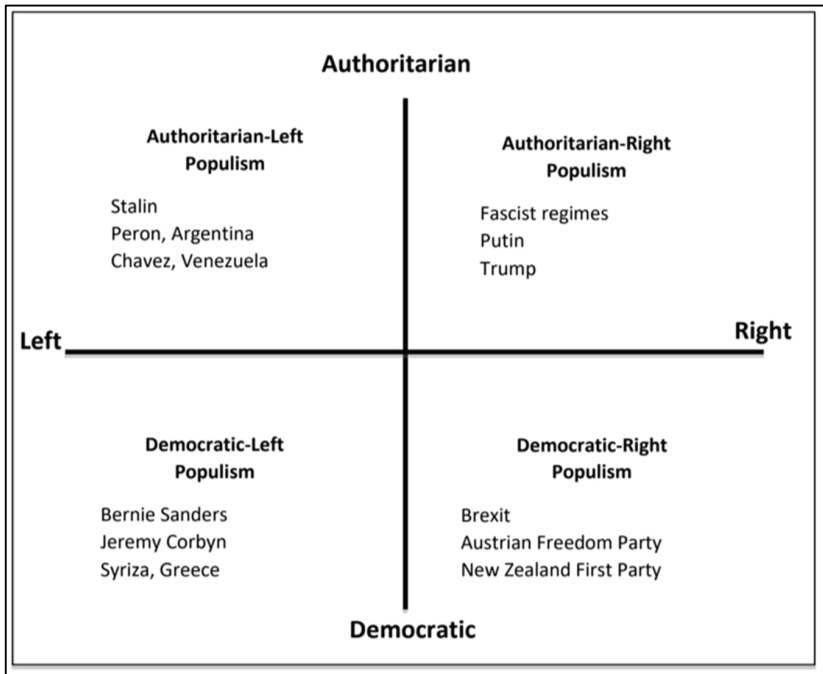 Authoritarian
Authoritarian-Left
Populism
Stalin
Peron, Argentina
Chavez, Venezuela
Authoritarian-Right
Populism
Fascist regimes
Putin
Trump
Left
Right
Democratic-Left
Populism
Bernie Sanders
Jeremy Corbyn
Syriza, Greece
Democratic-Right
Populism
Brexit
Austrian Freedom Party
New Zealand First Party
Democratic